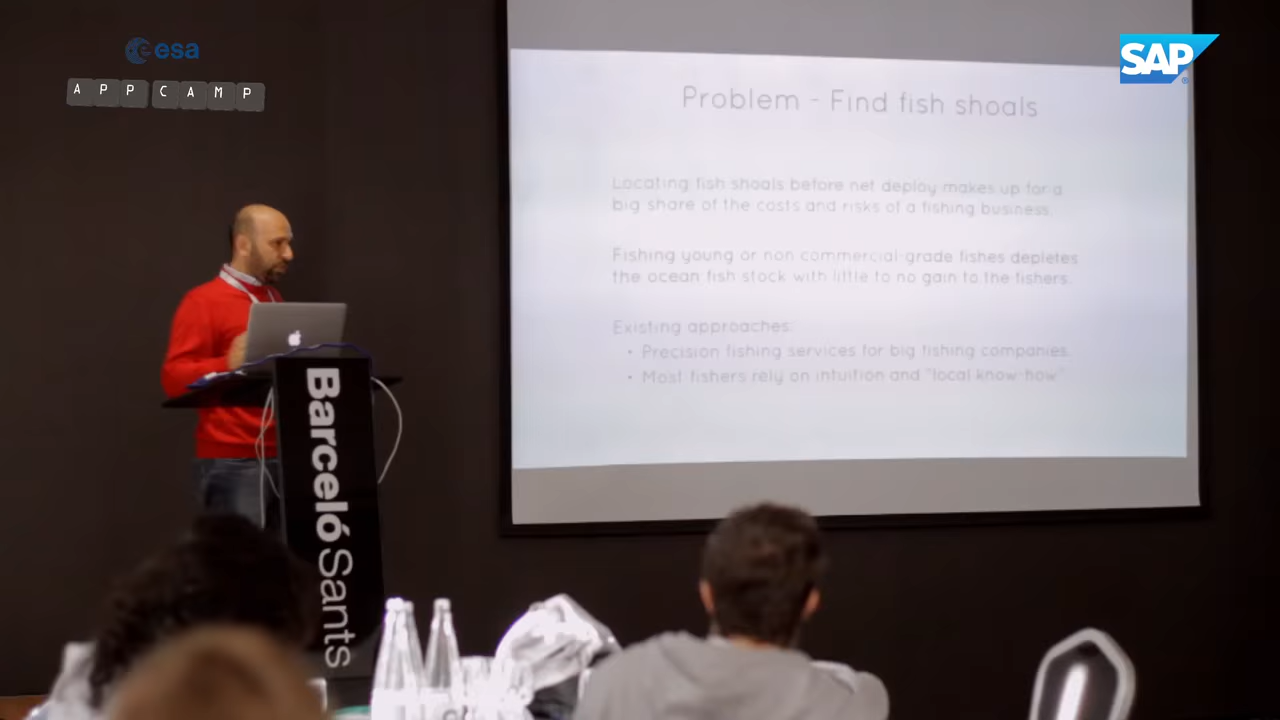 esa
APP CAMP
SAP
Problem - Find fish shoals
Locating fish shoals before net deploy makes up for a
big share of the costs and risks of a fishing business.
Fishing young or non commercial-grade fishes depletes
the ocean fish stock with little to no gain to the fishers.
Existing approaches:
• Precision fishing services for big fishing companies.
• Most fishers rely on intuition and "local know-how"
Barceló Sants